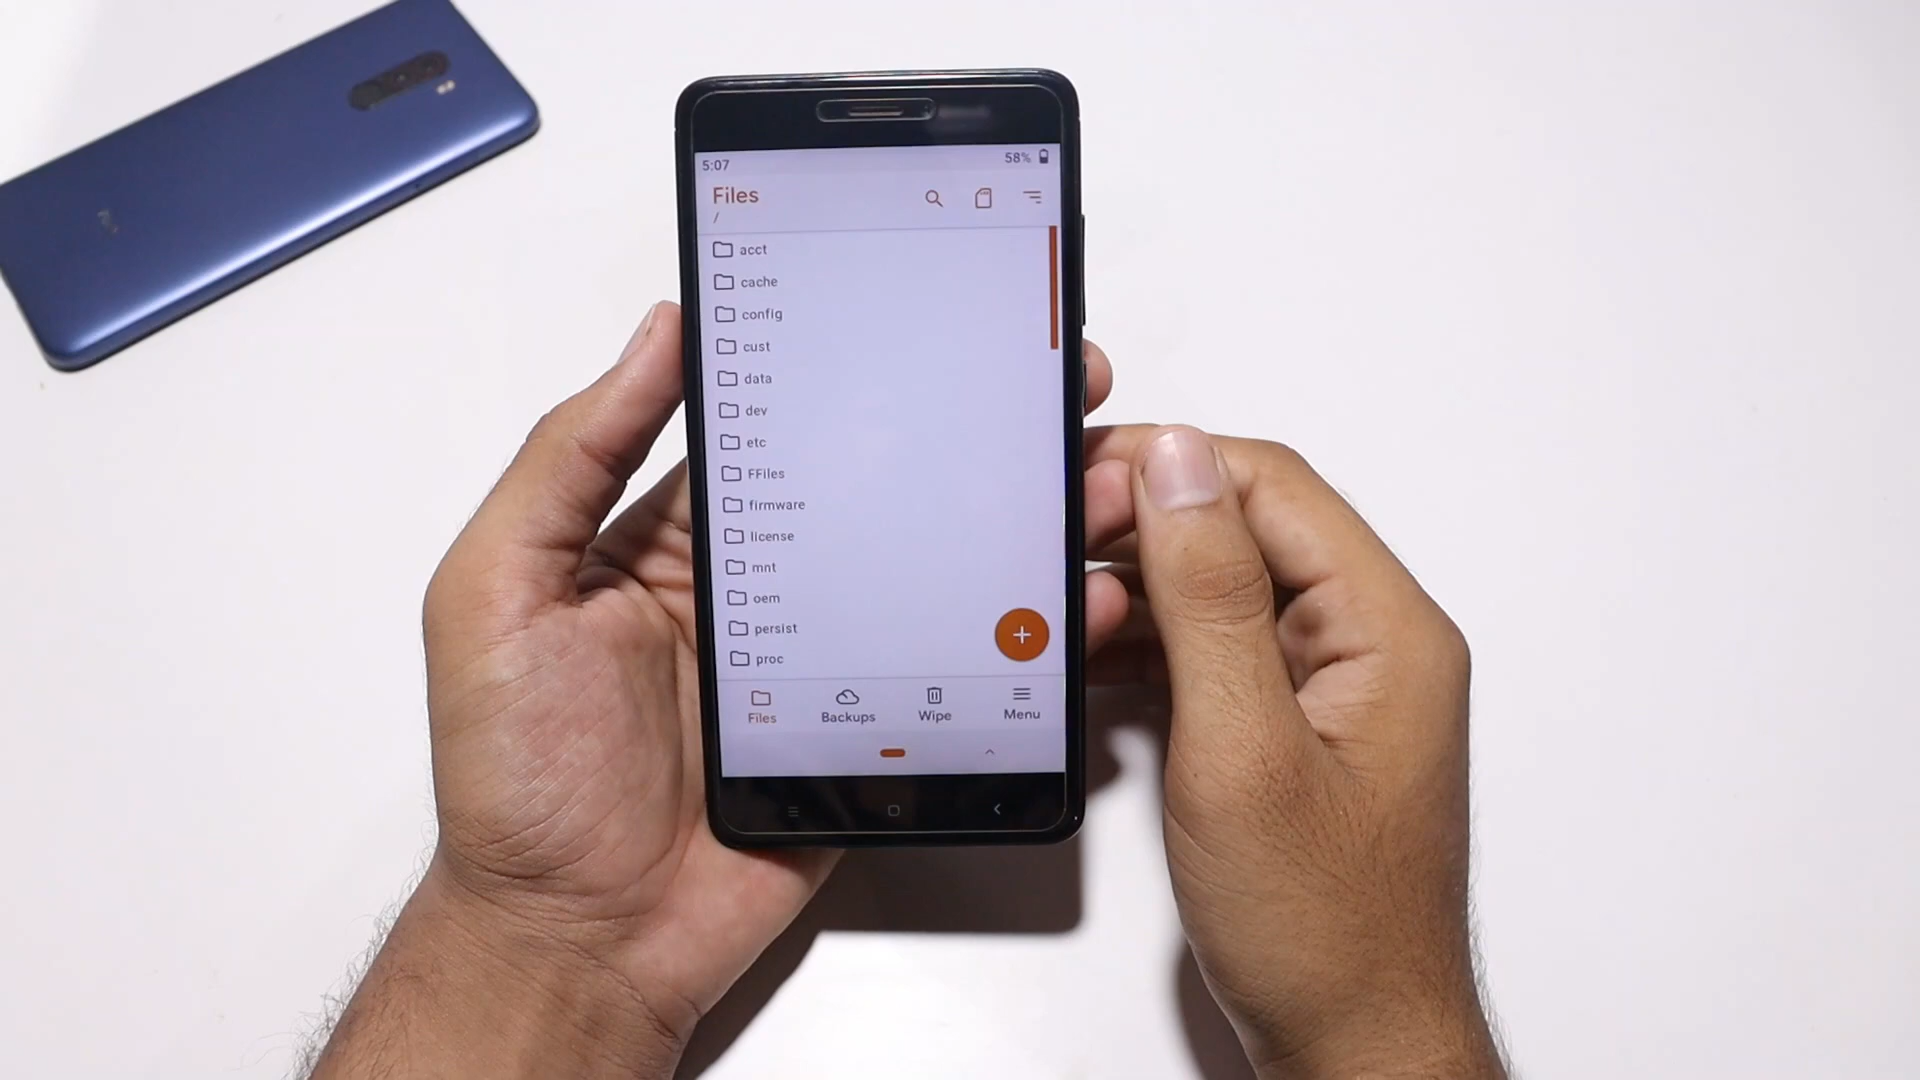 5:07
58%
Files
/
acct
cache
config
cust
data
dev
etc
FFiles
firmware
license
mnt
oem
persist
proc
Files
Backups
Wipe
Menu